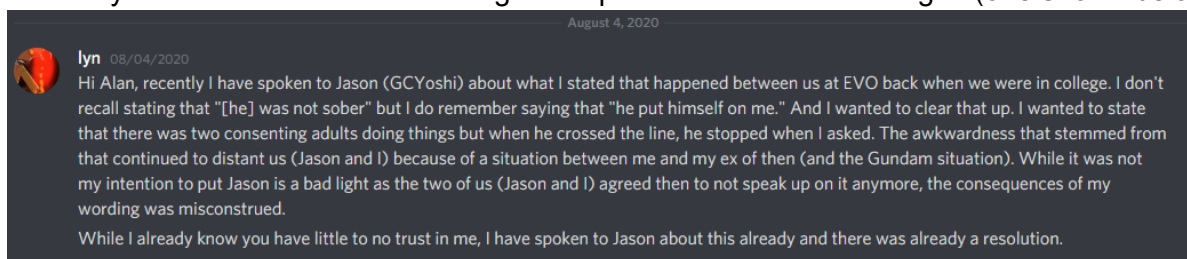 August 4, 2020
lyn 08/04/2020
Hi Alan, recently I have spoken to Jason (GCYoshi) about what I stated that happened between us at EVO back when we were in college. I don't
recall stating that "[he] was not sober" but I do remember saying that "he put himself on me." And I wanted to clear that up. I wanted to state
that there was two consenting adults doing things but when he crossed the line, he stopped when I asked. The awkwardness that stemmed from
that continued to distant us (Jason and I) because of a situation between me and my ex of then (and the Gundam situation). While it was not
my intention to put Jason is a bad light as the two of us (Jason and I) agreed then to not speak up on it anymore, the consequences of my
wording was misconstrued.
While I already know you have little to no trust in me, I have spoken to Jason about this already and there was already a resolution.